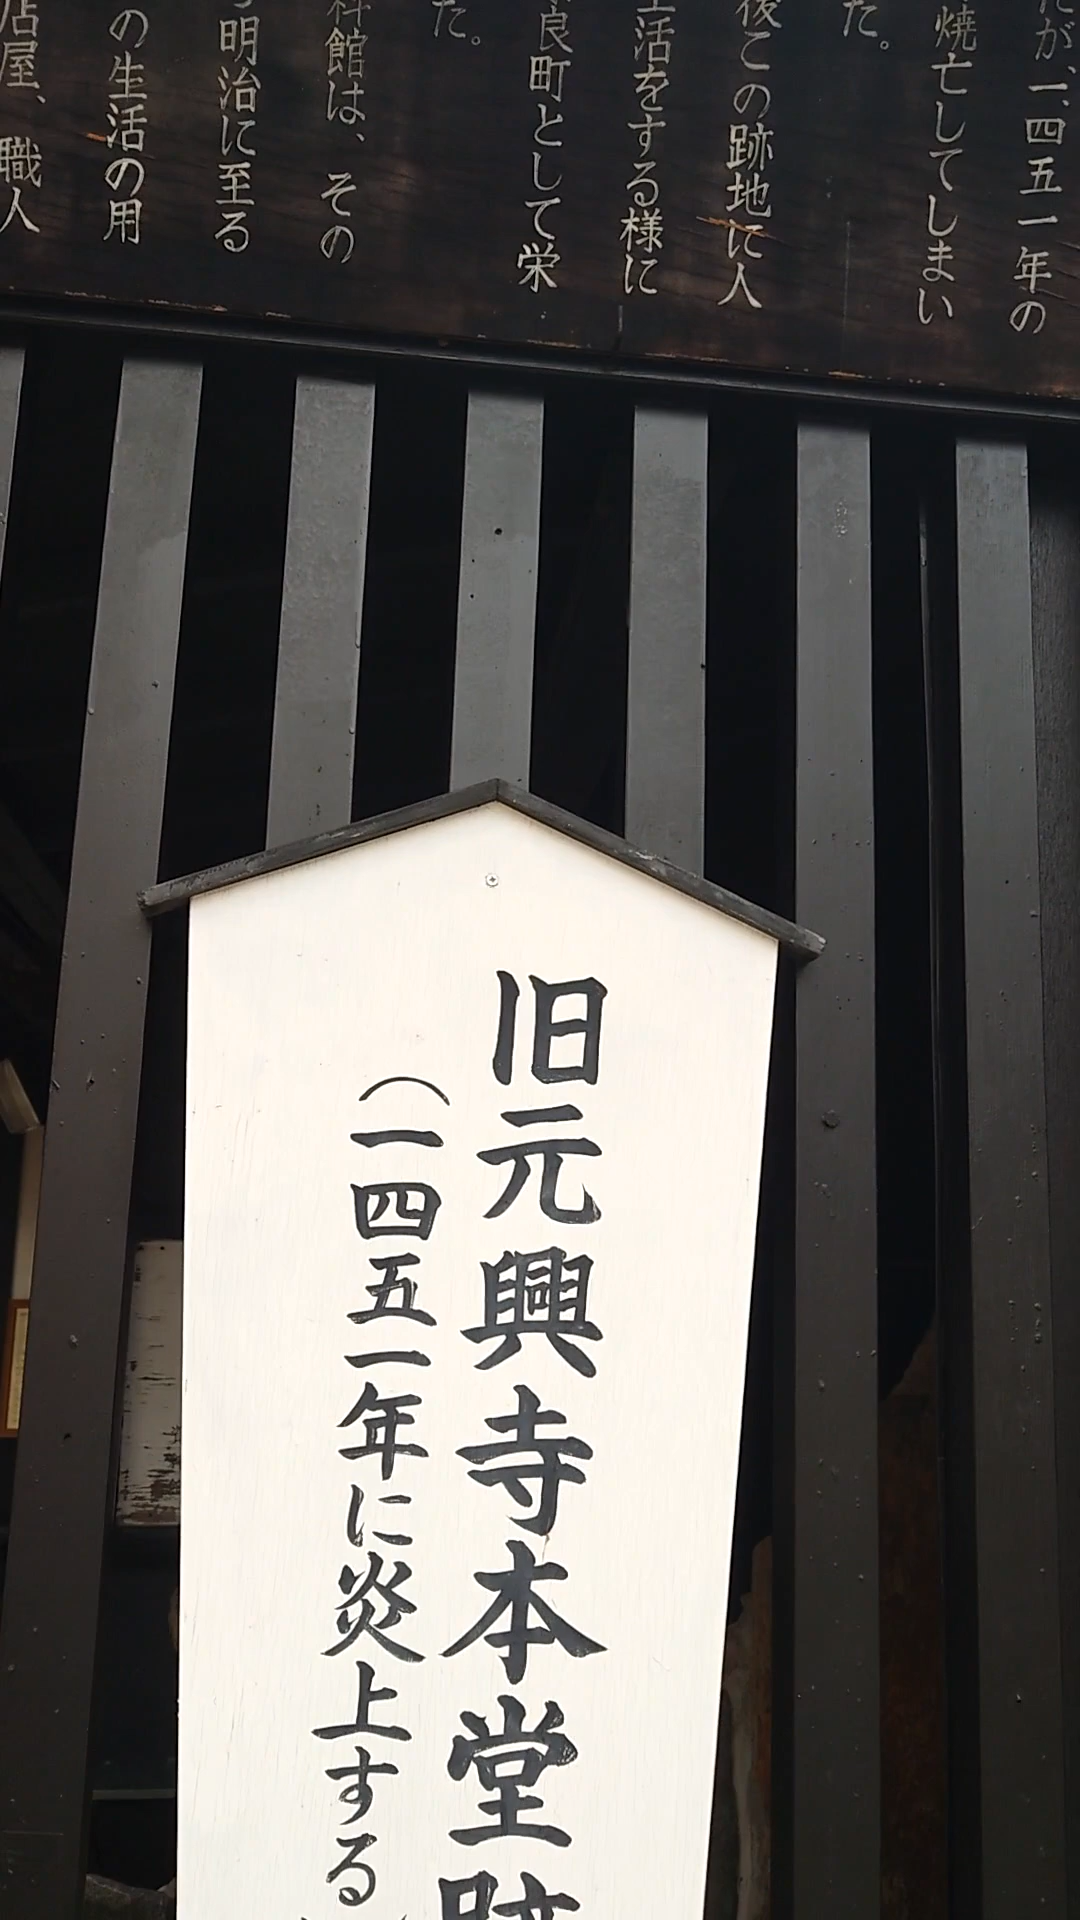 が、一四五一年の
焼亡してしまい
た。
後この跡地に人
生活をする様に
良町として栄
た。
料館は、その
明治に至る
の生活の用
店屋、職人
旧元興寺本堂跡
(一四五一年に炎上する)